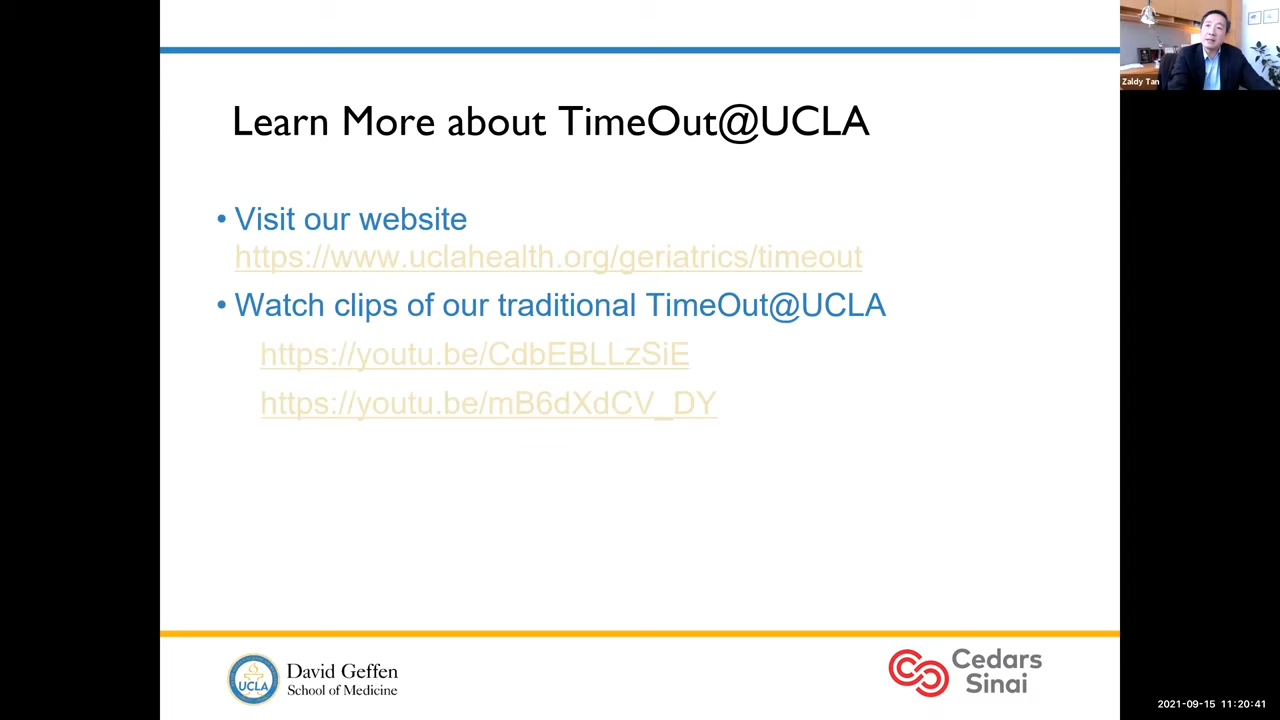 Zaldy Tan
Learn More about TimeOut@UCLA
• Visit our website
https://www.uclahealth.org/geriatrics/timeout
• Watch clips of our traditional TimeOut@UCLA
https://youtu.be/CdbEBLLzSiE
https://youtu.be/mB6dXdCV_DY
UCLA
David Geffen
School of Medicine
Cedars
Sinai
2021-09-15 11:20:41